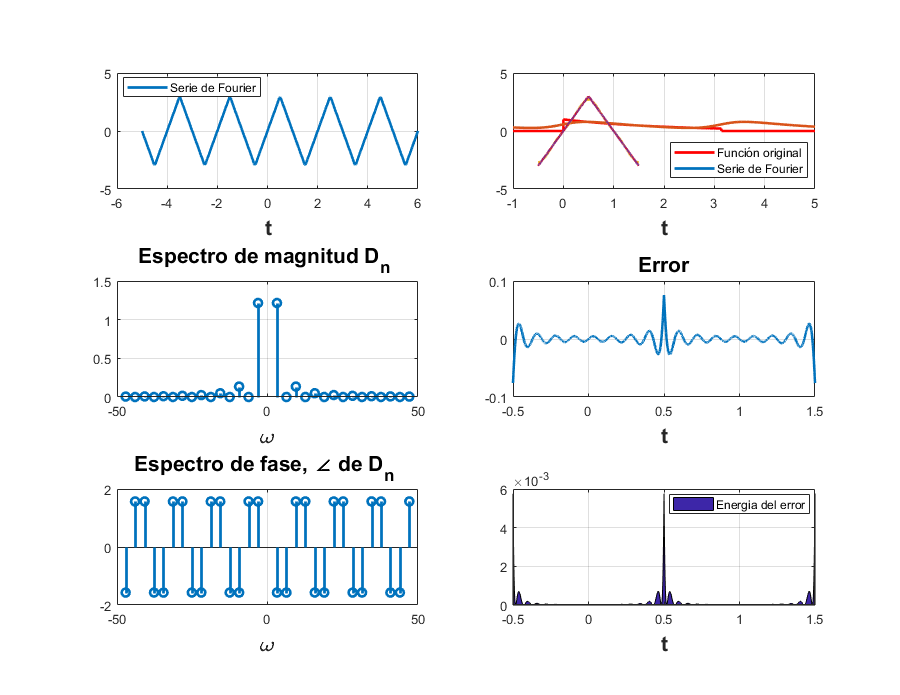 5
0
-5
-6 -4 -2 0 2 4 6
t
Serie de Fourier
5
0
-5
-1 0 1 2 3 4 5
t
Función original
Serie de Fourier
Espectro de magnitud Dn
1.5
1
0.5
0
-50 0 50
ω
Error
0.1
0
-0.1
-0.5 0 0.5 1 1.5
t
Espectro de fase, ∠ de Dn
2
0
-2
-50 0 50
ω
×10-3
6
4
2
0
-0.5 0 0.5 1 1.5
t
Energia del error